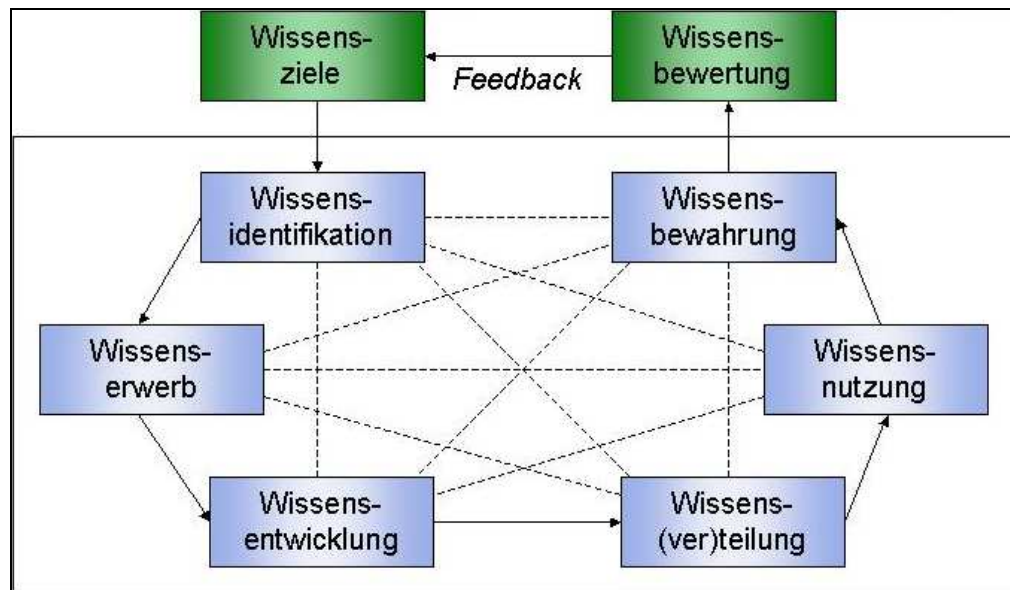 Wissens-
ziele
Feedback
Wissens-
bewertung
Wissens-
identifikation
Wissens-
bewahrung
Wissens-
erwerb
Wissens-
nutzung
Wissens-
entwicklung
Wissens-
(ver)teilung